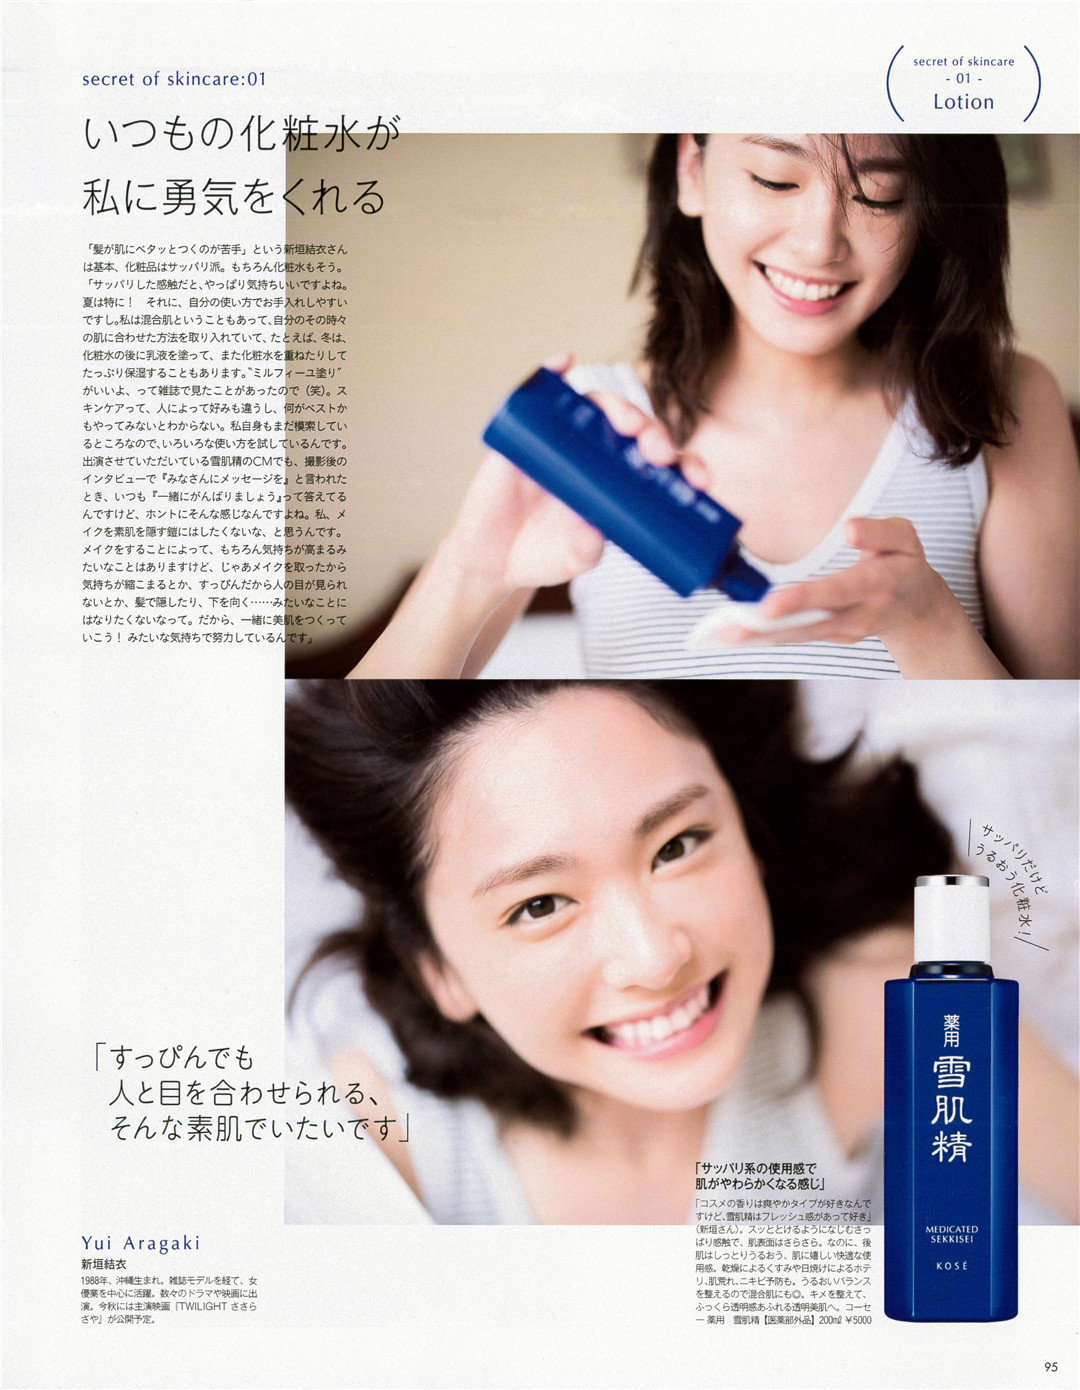 secret of skincare:01
secret of skincare
- 01 -
Lotion
いつもの化粧水が
私に勇気をくれる
「髪が肌にベタッとつくのが苦手」という新垣結衣さん
は基本、化粧品はサッパリ派。もちろん化粧水もそう。
「サッパリした感触だと、やっぱり気持ちいいですよね。
夏は特に！　それに、自分の使い方でお手入れしやすい
ですし。私は混合肌ということもあって、自分のその時々
の肌に合わせた方法を取り入れていて、たとえば、冬は、
化粧水の後に乳液を塗って、また化粧水を重ねたりして
たっぷり保湿することもあります。〝ミルフィーユ塗り〟
がいいよ、って雑誌で見たことがあったので（笑）。ス
キンケアって、人によって好みも違うし、何がベストか
もやってみないとわからない。私自身もまだ模索してい
るところなので、いろいろな使い方を試しているんです。
出演させていただいている雪肌精のCMでも、撮影後の
インタビューで『みなさんにメッセージを』と言われた
とき、いつも『一緒にがんばりましょう』って答えてる
んですけど、ホントにそんな感じなんですよね。私、メ
イクを素肌を隠す鎧にはしたくないな、と思うんです。
メイクをすることによって、もちろん気持ちが高まるみ
たいなことはありますけど、じゃあメイクを取ったから
気持ちが縮こまるとか、すっぴんだから人の目が見られ
ないとか、髪で隠したり、下を向く……みたいなことに
はなりたくないなって。だから、一緒に美肌をつくって
いこう！ みたいな気持ちで努力しているんです」
サッパリだけど
うるおう化粧水！
「すっぴんでも
人と目を合わせられる、
そんな素肌でいたいです」
薬用
雪肌精
MEDICATED
SEKKISEI
KOSÉ
「サッパリ系の使用感で
肌がやわらかくなる感じ」
「コスメの香りは爽やかタイプが好きなんで
すけど、雪肌精はフレッシュ感があって好き」
（新垣さん）。スッととけるようになじむさっ
ぱり感触で、肌表面はさらさら。なのに、後
肌はしっとりうるおう、肌に嬉しい快適な使
用感。乾燥によるくすみや日焼けによるホテ
リ、肌荒れ、ニキビ予防も。うるおいバランス
を整えるので混合肌にも◎。キメを整えて、
ふっくら透明感あふれる透明美肌へ。コーセ
ー 薬用　雪肌精【医薬部外品】200㎖ ¥5000
Yui Aragaki
新垣結衣
1988年、沖縄生まれ。雑誌モデルを経て、女
優業を中心に活躍。数々のドラマや映画に出
演。今秋には主演映画『TWILIGHT ささら
さや』が公開予定。
95